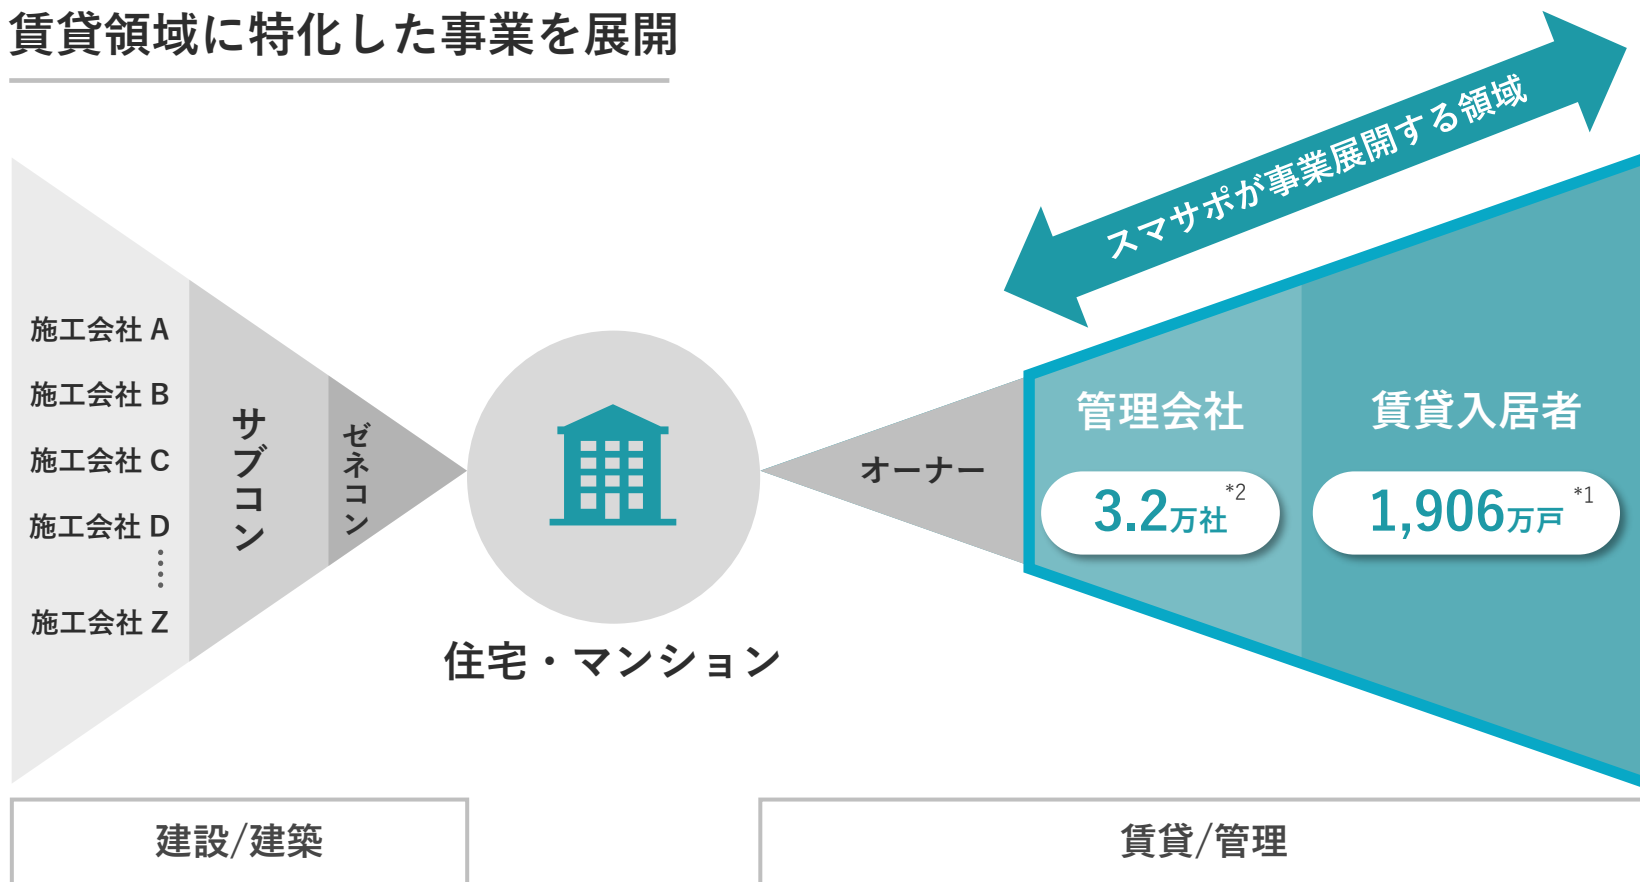 賃貸領域に特化した事業を展開
スマサポが事業展開する領域
施工会社 A
施工会社 B
施工会社 C
施工会社 D
施工会社 Z
サブコン
ゼネコン
住宅・マンション
オーナー
管理会社
3.2万社 *2
賃貸入居者
1,906万戸 *1
建設/建築
賃貸/管理